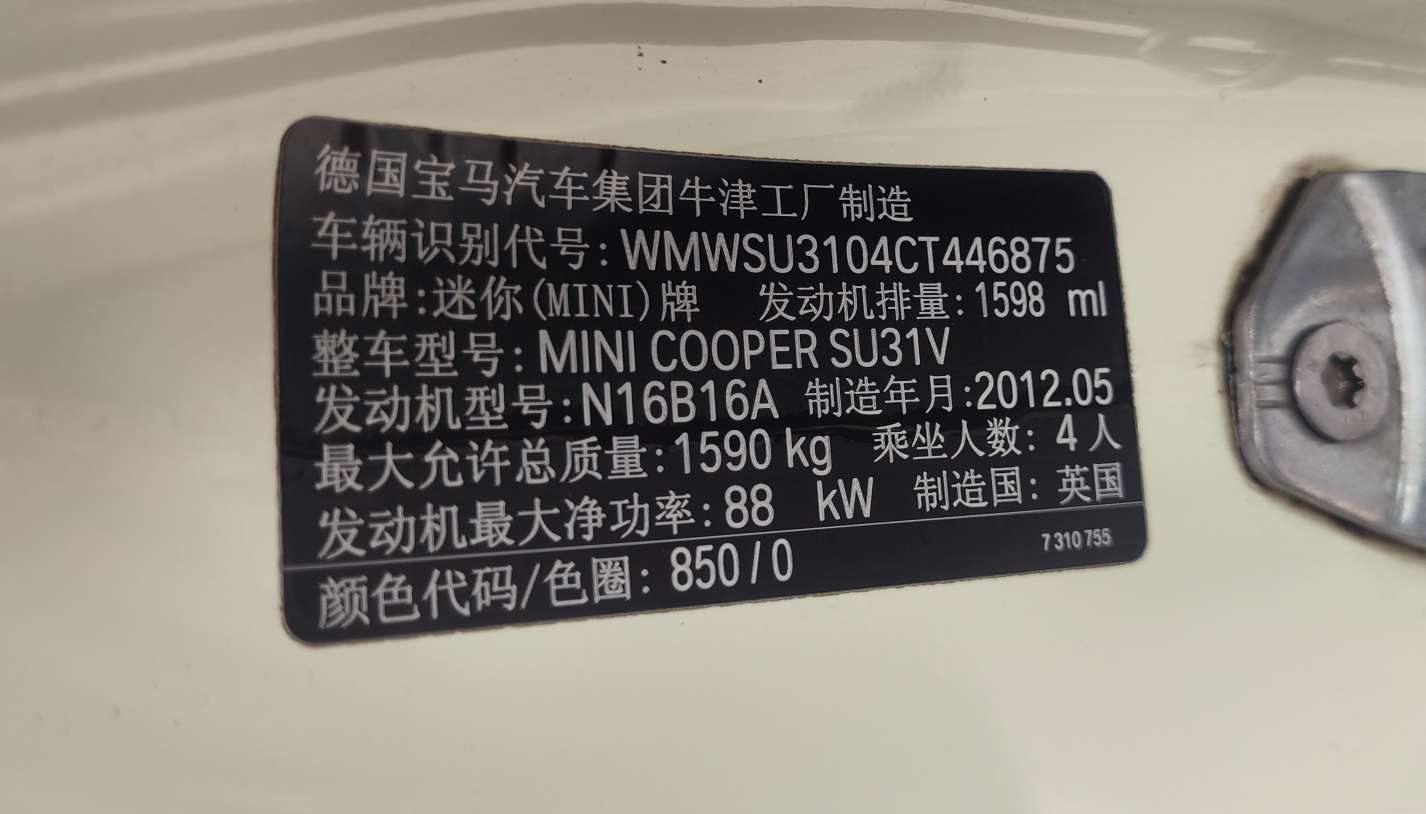 德国宝马汽车集团牛津工厂制造
车辆识别代号:WMWSU3104CT446875
品牌:迷你(MINI)牌 发动机排量:1598 ml
整车型号:MINI COOPER SU31V
发动机型号:N16B16A 制造年月:2012.05
最大允许总质量:1590 kg 乘坐人数: 4人
发动机最大净功率:88 kW 制造国: 英国
颜色代码/色圈: 850/0 7 310 755